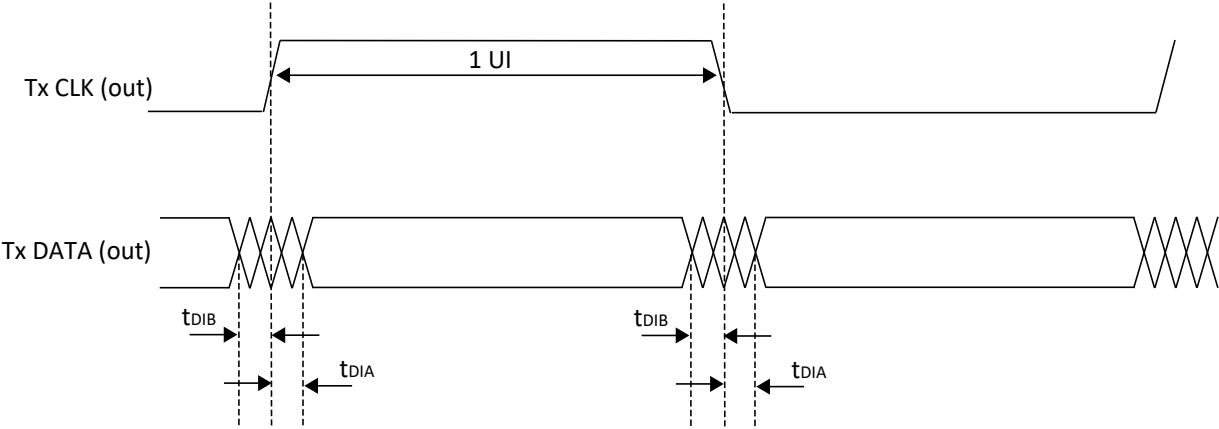 1 UI
Tx CLK (out)
Tx DATA (out)
tDIB
tDIB
tDIA
tDIA